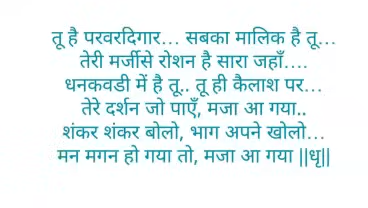 तू है परवरदिगार... सबका मालिक है तू...
तेरी मर्जीसे रोशन है सारा जहाँ....
धनकवडी में है तू.. तू ही कैलाश पर...
तेरे दर्शन जो पाएँ, मजा आ गया..
शंकर शंकर बोलो, भाग अपने खोलो...
मन मगन हो गया तो, मजा आ गया ||धृ||